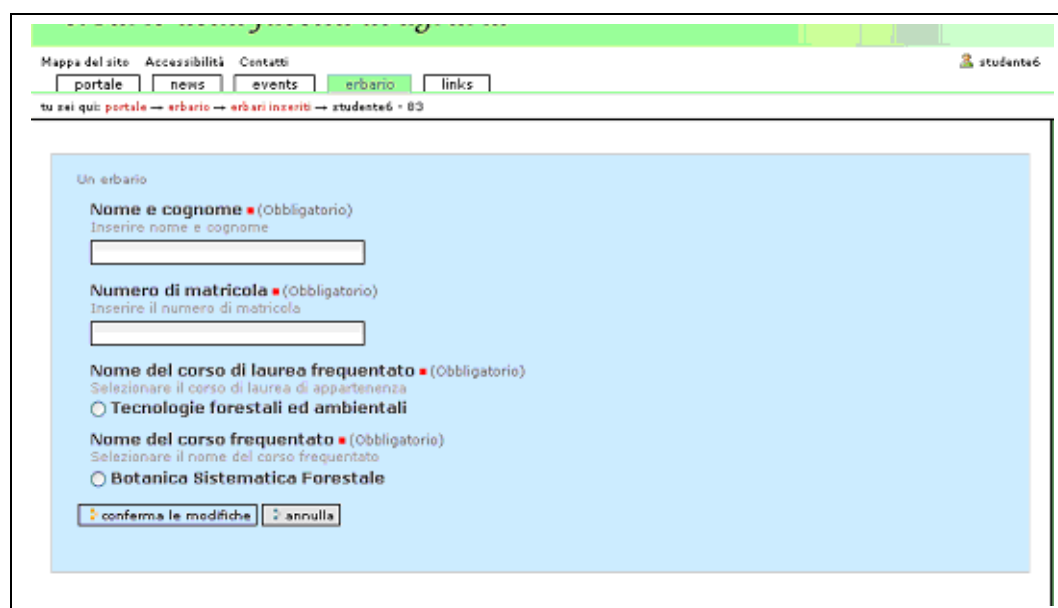 Mappa del sito Accessibilità Contatti
studente6
portale news events erbario links
tu sei qui: portale → erbario → erbari inseriti → studente6 - 83
Un erbario
Nome e cognome (Obbligatorio)
Inserire nome e cognome
Numero di matricola (Obbligatorio)
Inserire il numero di matricola
Nome del corso di laurea frequentato (Obbligatorio)
Selezionare il corso di laurea di appartenenza
Tecnologie forestali ed ambientali
Nome del corso frequentato (Obbligatorio)
Selezionare il nome del corso frequentato
Botanica Sistematica Forestale
conferma le modifiche annulla